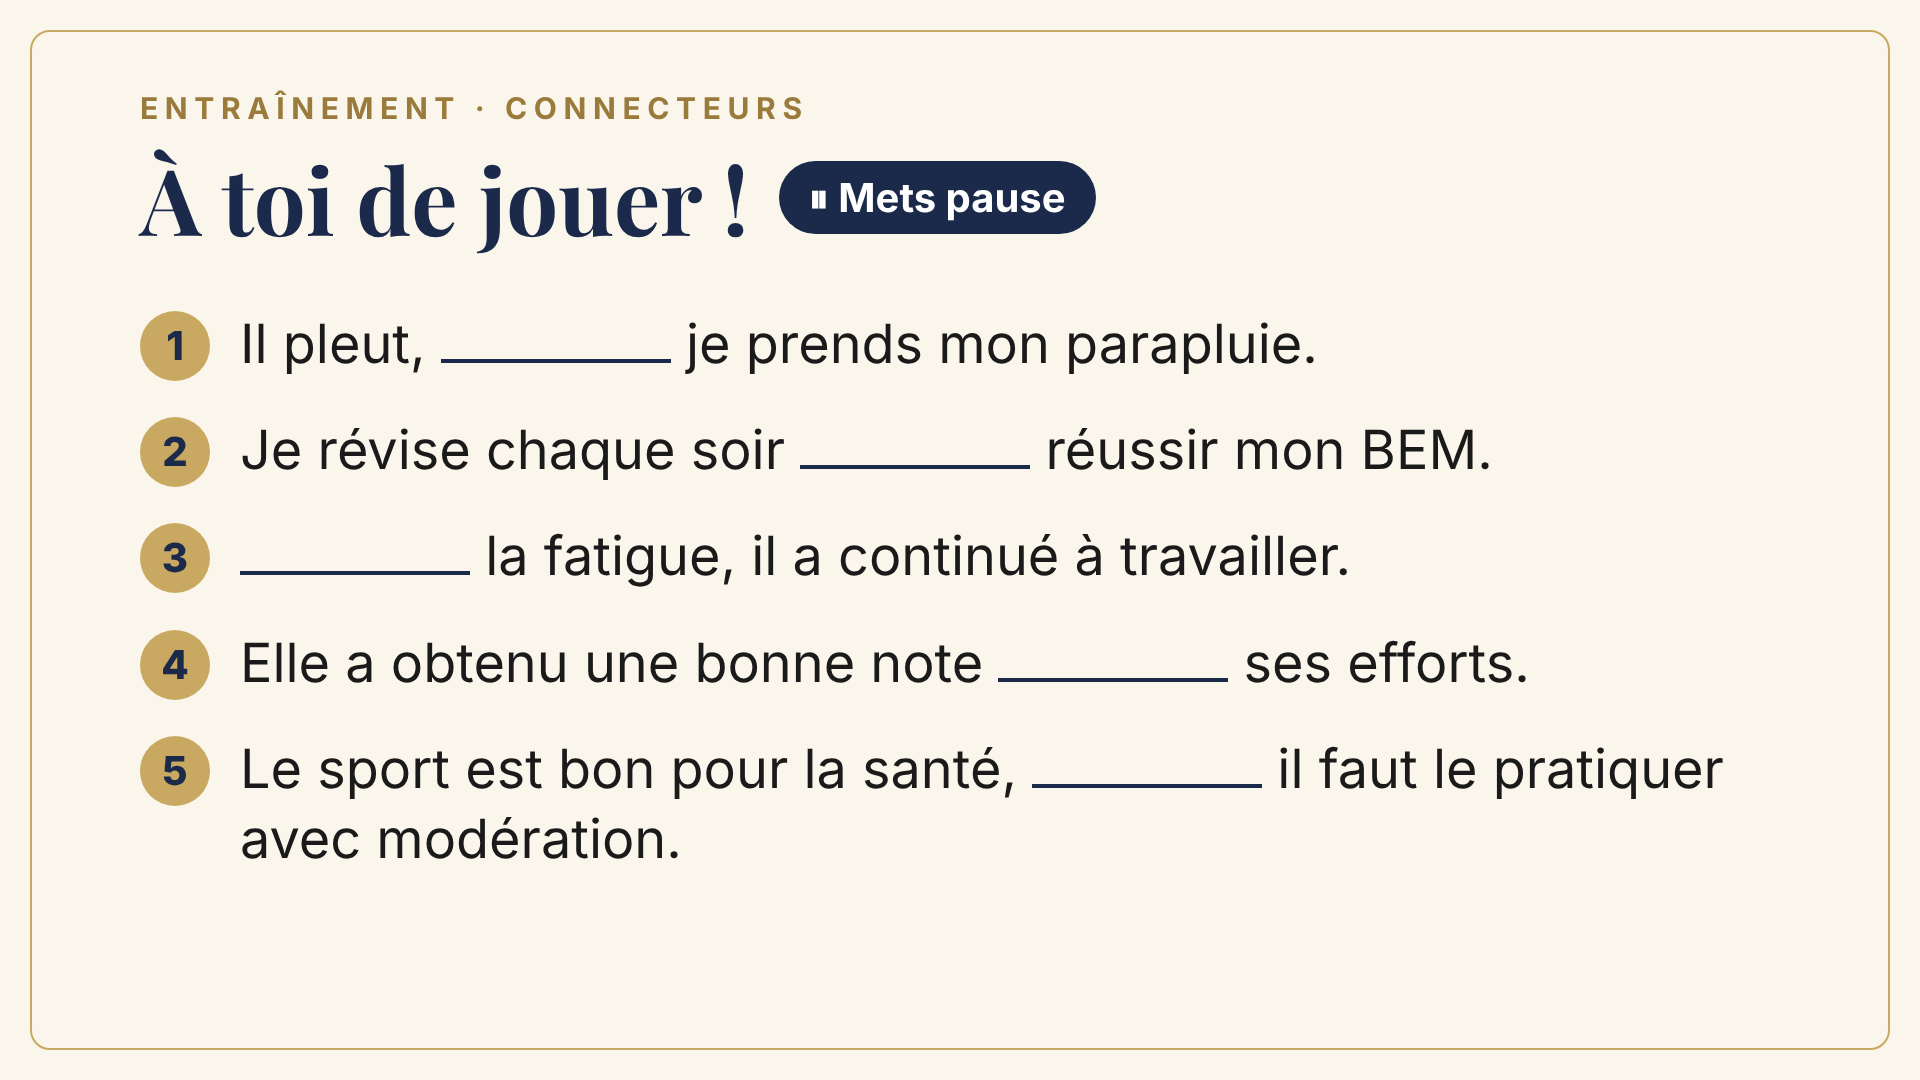 ENTRAÎNEMENT · CONNECTEURS
À toi de jouer !
⏸ Mets pause
1 Il pleut, ________ je prends mon parapluie.
2 Je révise chaque soir ________ réussir mon BEM.
3 ________ la fatigue, il a continué à travailler.
4 Elle a obtenu une bonne note ________ ses efforts.
5 Le sport est bon pour la santé, ________ il faut le pratiquer
avec modération.